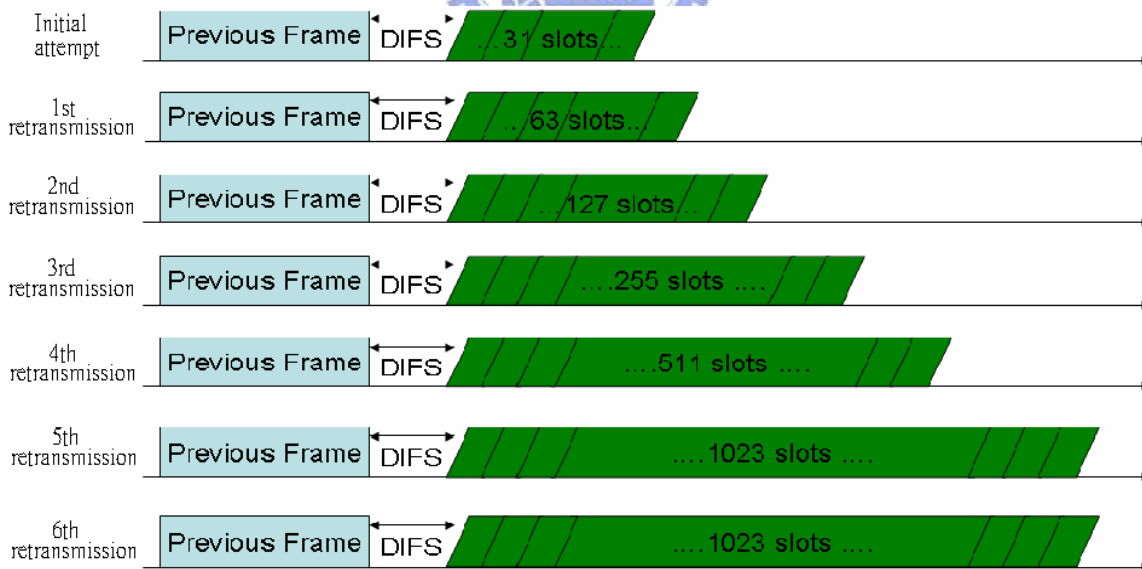 Initial
attempt
Previous Frame
DIFS
...31 slots...
1st
retransmission
Previous Frame
DIFS
...63 slots...
2nd
retransmission
Previous Frame
DIFS
...127 slots...
3rd
retransmission
Previous Frame
DIFS
....255 slots ....
4th
retransmission
Previous Frame
DIFS
....511 slots ....
5th
retransmission
Previous Frame
DIFS
....1023 slots ....
6th
retransmission
Previous Frame
DIFS
....1023 slots ....